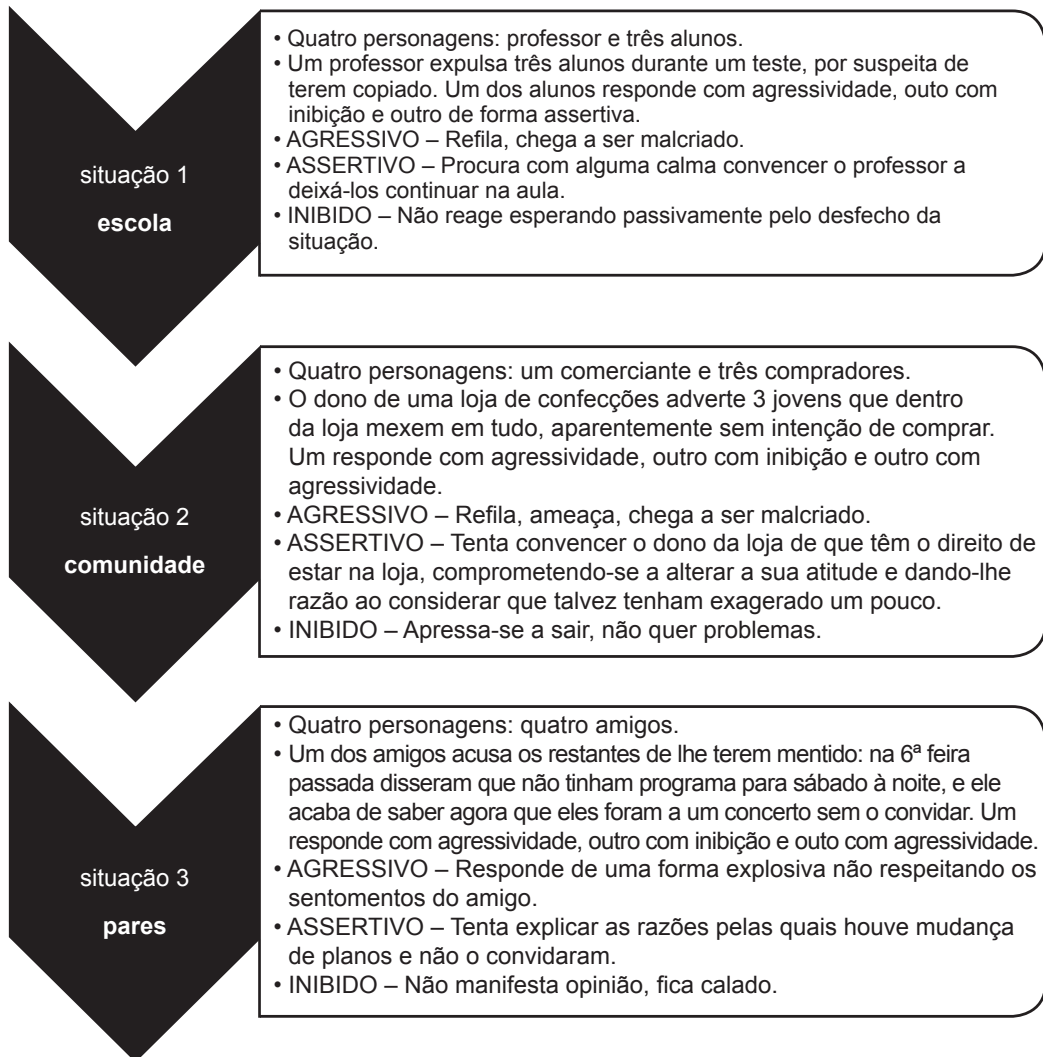 situação 1
escola
• Quatro personagens: professor e três alunos.
• Um professor expulsa três alunos durante um teste, por suspeita de
terem copiado. Um dos alunos responde com agressividade, outo com
inibição e outro de forma assertiva.
• AGRESSIVO – Refila, chega a ser malcriado.
• ASSERTIVO – Procura com alguma calma convencer o professor a
deixá-los continuar na aula.
• INIBIDO – Não reage esperando passivamente pelo desfecho da
situação.
situação 2
comunidade
• Quatro personagens: um comerciante e três compradores.
• O dono de uma loja de confecções adverte 3 jovens que dentro
da loja mexem em tudo, aparentemente sem intenção de comprar.
Um responde com agressividade, outro com inibição e outro com
agressividade.
• AGRESSIVO – Refila, ameaça, chega a ser malcriado.
• ASSERTIVO – Tenta convencer o dono da loja de que têm o direito de
estar na loja, comprometendo-se a alterar a sua atitude e dando-lhe
razão ao considerar que talvez tenham exagerado um pouco.
• INIBIDO – Apressa-se a sair, não quer problemas.
situação 3
pares
• Quatro personagens: quatro amigos.
• Um dos amigos acusa os restantes de lhe terem mentido: na 6ª feira
passada disseram que não tinham programa para sábado à noite, e ele
acaba de saber agora que eles foram a um concerto sem o convidar. Um
responde com agressividade, outro com inibição e outo com agressividade.
• AGRESSIVO – Responde de uma forma explosiva não respeitando os
sentomentos do amigo.
• ASSERTIVO – Tenta explicar as razões pelas quais houve mudança
de planos e não o convidaram.
• INIBIDO – Não manifesta opinião, fica calado.